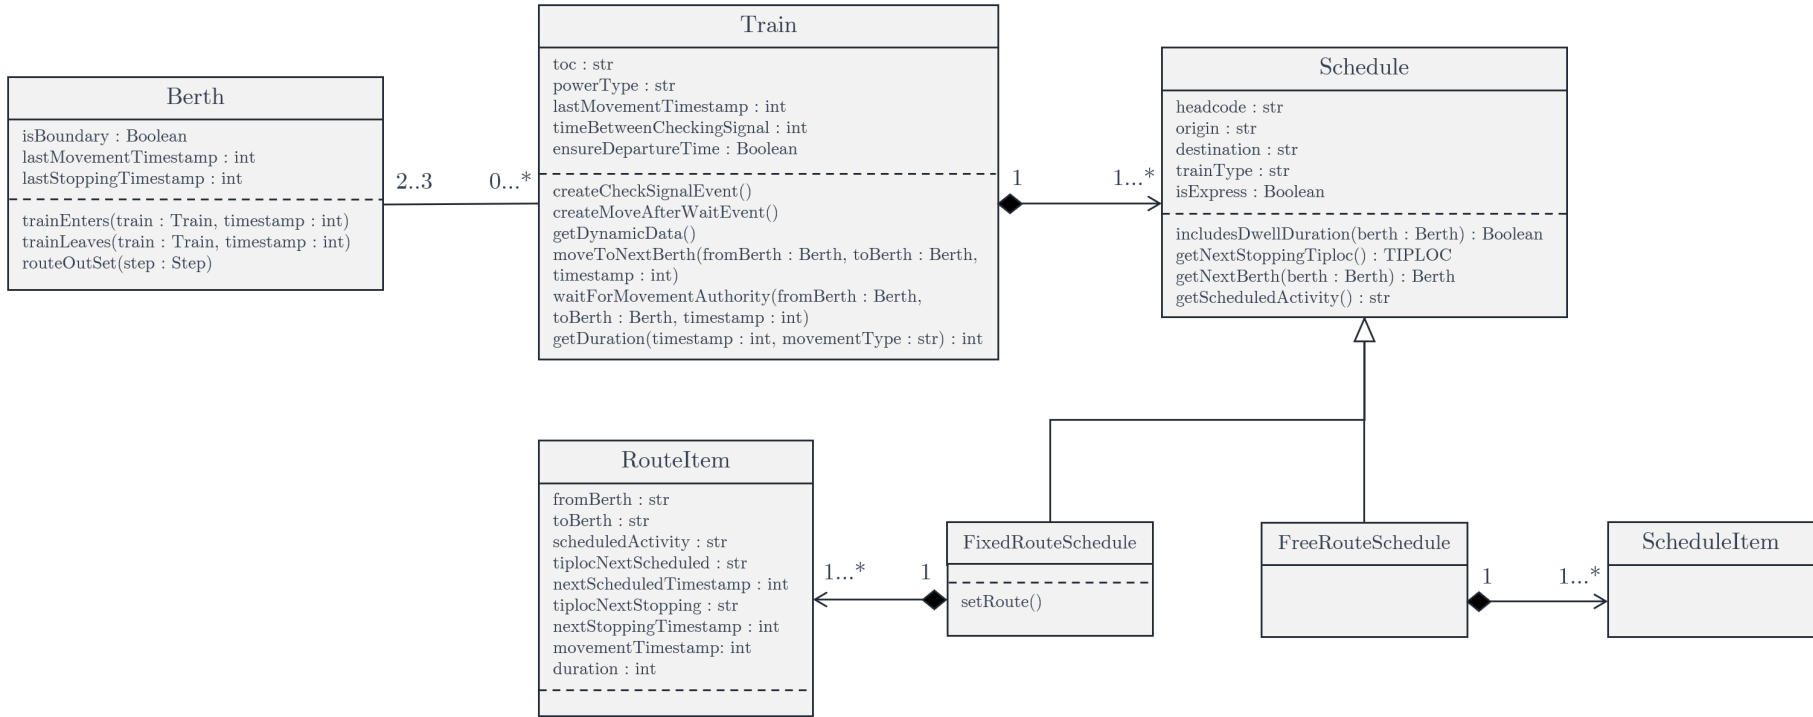 Berth
isBoundary : Boolean
lastMovementTimestamp : int
lastStoppingTimestamp : int
trainEnters(train : Train, timestamp : int)
trainLeaves(train : Train, timestamp : int)
routeOutSet(step : Step)
2..3
0...*
Train
toc : str
powerType : str
lastMovementTimestamp : int
timeBetweenCheckingSignal : int
ensureDepartureTime : Boolean
createCheckSignalEvent()
createMoveAfterWaitEvent()
getDynamicData()
moveToNextBerth(fromBerth : Berth, toBerth : Berth,
timestamp : int)
waitForMovementAuthority(fromBerth : Berth,
toBerth : Berth, timestamp : int)
getDuration(timestamp : int, movementType : str) : int
1
1...*
Schedule
headcode : str
origin : str
destination : str
trainType : str
isExpress : Boolean
includesDwellDuration(berth : Berth) : Boolean
getNextStoppingTiploc() : TIPLOC
getNextBerth(berth : Berth) : Berth
getScheduledActivity() : str
RouteItem
fromBerth : str
toBerth : str
scheduledActivity : str
tiplocNextScheduled : str
nextScheduledTimestamp : int
tiplocNextStopping : str
nextStoppingTimestamp : int
movementTimestamp: int
duration : int
1...*
1
FixedRouteSchedule
setRoute()
FreeRouteSchedule
1
1...*
ScheduleItem